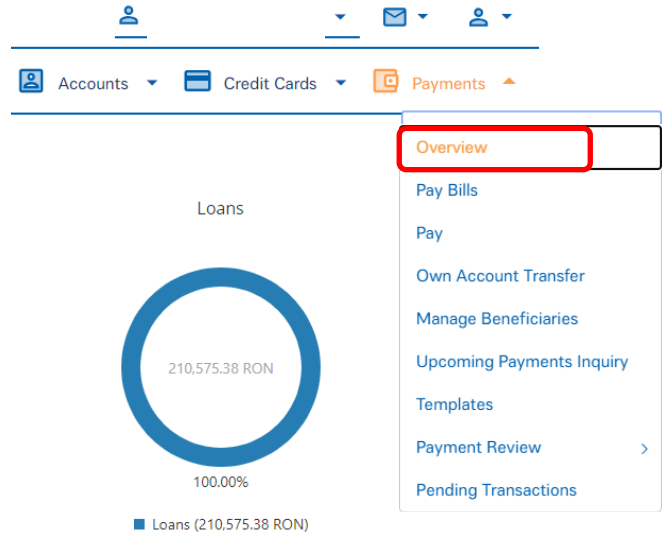 Accounts Credit Cards Payments
Overview
Pay Bills
Pay
Own Account Transfer
Manage Beneficiaries
Upcoming Payments Inquiry
Templates
Payment Review
Pending Transactions
Loans
210,575.38 RON
100.00%
Loans (210,575.38 RON)